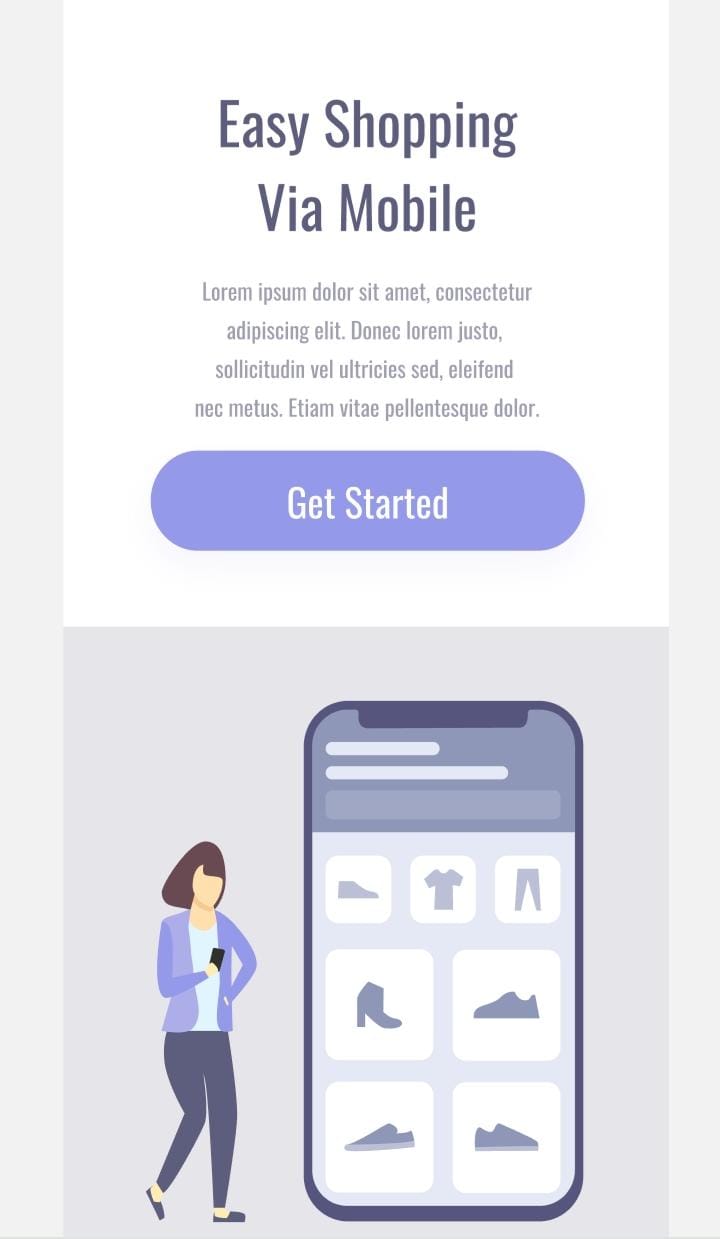 Easy Shopping
Via Mobile
Lorem ipsum dolor sit amet, consectetur
adipiscing elit. Donec lorem justo,
sollicitudin vel ultricies sed, eleifend
nec metus. Etiam vitae pellentesque dolor.
Get Started